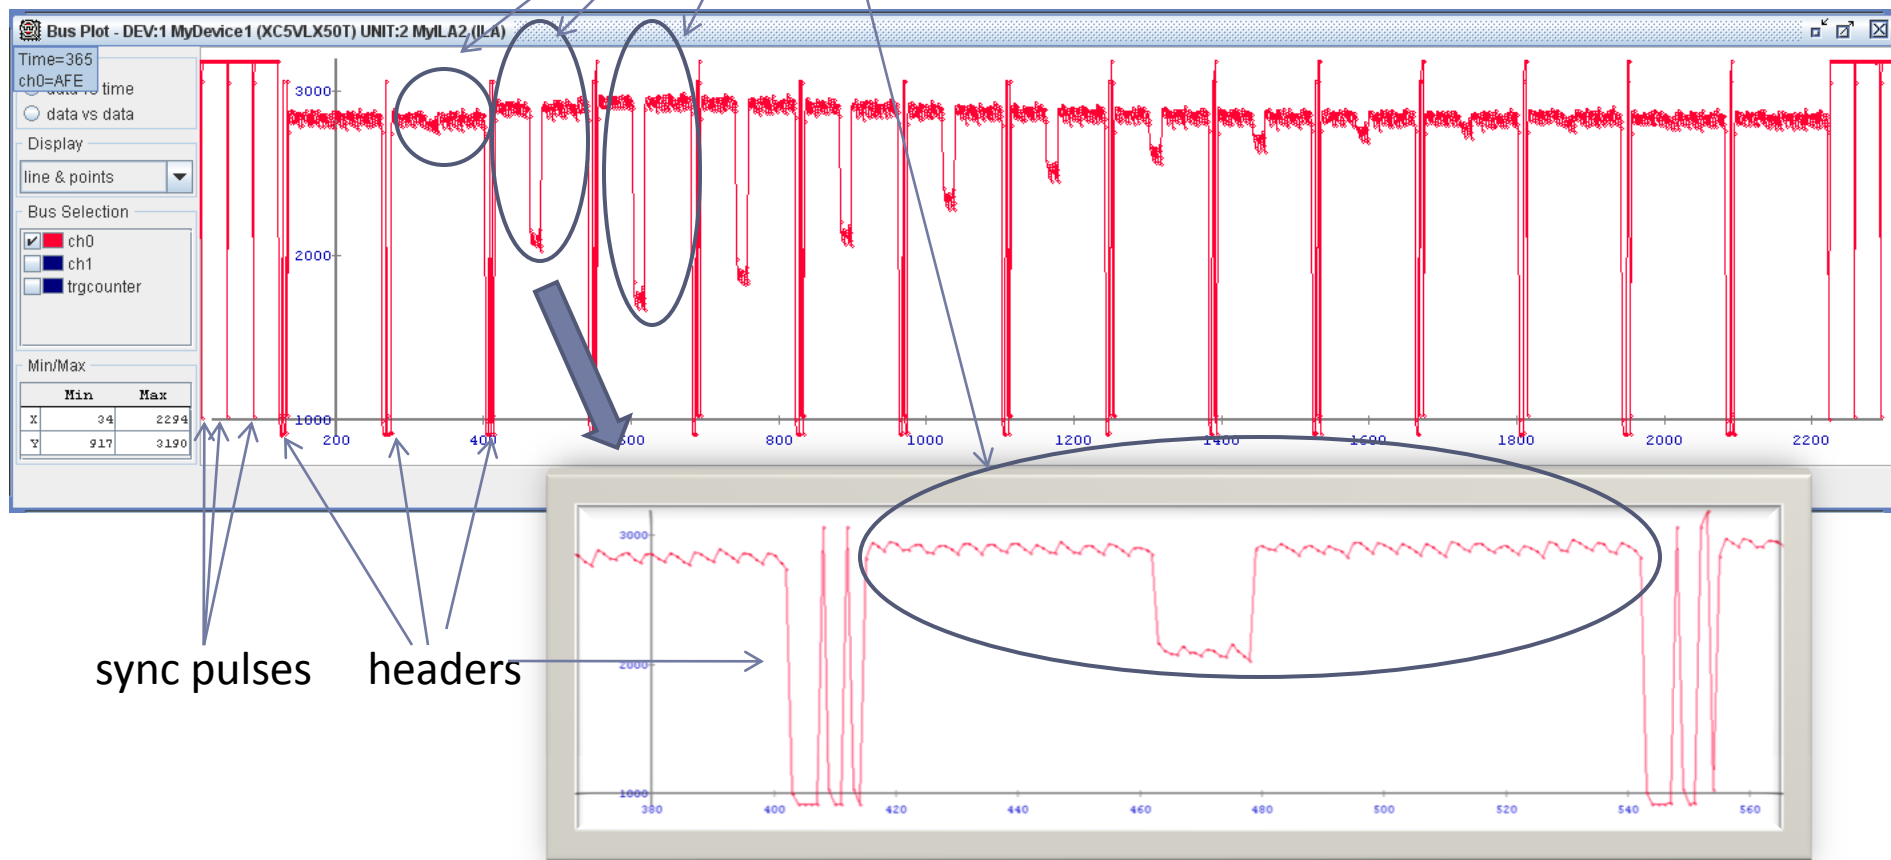 Bus Plot - DEV:1 MyDevice1 (XC5VLX50T) UNIT:2 MyILA2 (ILA)
Time=365
ch0=AFE
time
data vs data
Display
line & points
Bus Selection
ch0
ch1
trgcounter
Min/Max
Min Max
X 34 2294
Y 917 3190
3000
2000
1000
200 400 600 800 1000 1200 1400 1600 1800 2000 2200
sync pulses headers
3000
2000
1000
380 400 420 440 460 480 500 520 540 560